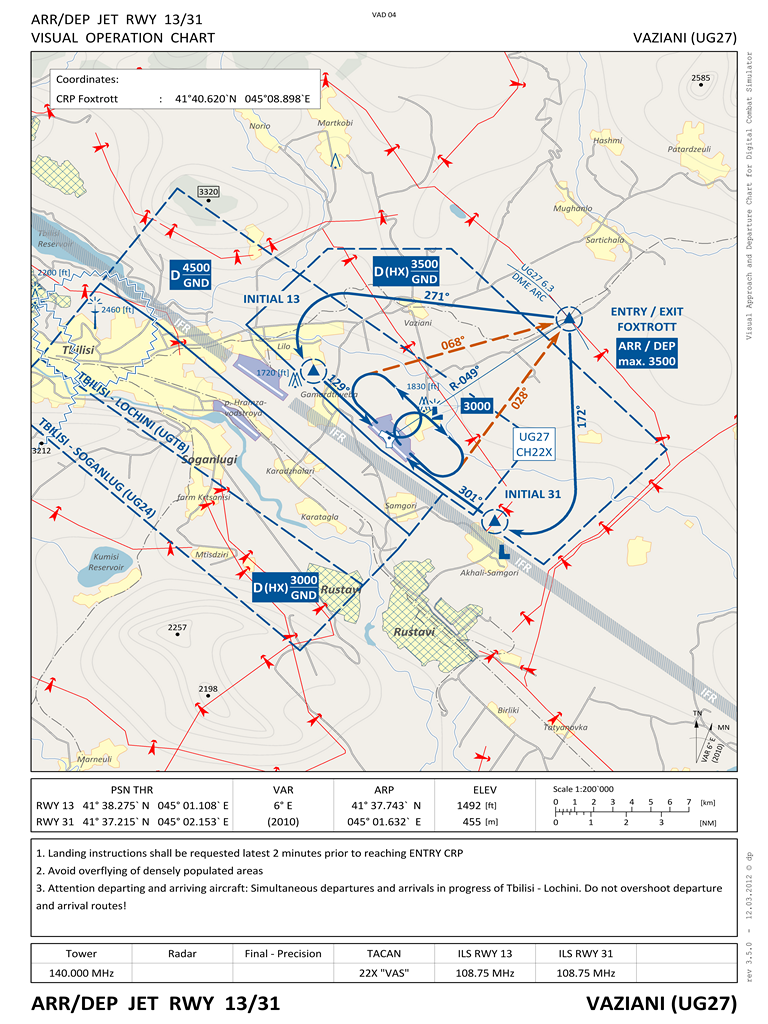 VAD 04
ARR/DEP JET RWY 13/31
VISUAL OPERATION CHART
VAZIANI (UG27)
Coordinates:
CRP Foxtrott : 41°40.620`N 045°08.898`E
2585
Norio
Martkobi
Hashmi
Patardzeuli
3320
Mughanlo
Sartichala
Tbilisi
Reservoir
D 4500
GND
D (HX) 3500
GND
UG27 6.3
DME ARC
2200 [ft]
2460 [ft]
INITIAL 13
271°
ENTRY / EXIT
FOXTROTT
ARR / DEP
max. 3500
IFR
Vaziani
Lilo
068°
Tbilisi
1720 [ft]
129°
1830 [ft]
R-049°
3000
028°
172°
Gamardhveba
p. Hramza-
vodstroya
TBILISI - LOCHINI (UGTB)
TBILISI - SOGANLUG (UG24)
IFR
UG27
CH22X
3212
Soganlugi
Karadzhalari
farm Krtsanisi
301°
INITIAL 31
Samgori
Karatagla
Kumisi
Reservoir
Mtisdziri
IFR
Akhali-Samgori
D (HX) 3000
GND
Rustavi
Rustavi
2257
2198
IFR
Birliki
Tatyanovka
Marneuli
TN
MN
VAR 6° E
(2010)
PSN THR VAR ARP ELEV Scale 1:200`000
RWY 13 41° 38.275` N 045° 01.108` E 6° E 41° 37.743` N 1492 [ft] 0 1 2 3 4 5 6 7 [km]
RWY 31 41° 37.215` N 045° 02.153` E (2010) 045° 01.632` E 455 [m] 0 1 2 3 [NM]
1. Landing instructions shall be requested latest 2 minutes prior to reaching ENTRY CRP
2. Avoid overflying of densely populated areas
3. Attention departing and arriving aircraft: Simultaneous departures and arrivals in progress of Tbilisi - Lochini. Do not overshoot departure
and arrival routes!
Tower Radar Final - Precision TACAN ILS RWY 13 ILS RWY 31
140.000 MHz 22X "VAS" 108.75 MHz 108.75 MHz
ARR/DEP JET RWY 13/31
VAZIANI (UG27)
Visual Approach and Departure Chart for Digital Combat Simulator
rev 3.5.0 - 12.03.2012 © dp